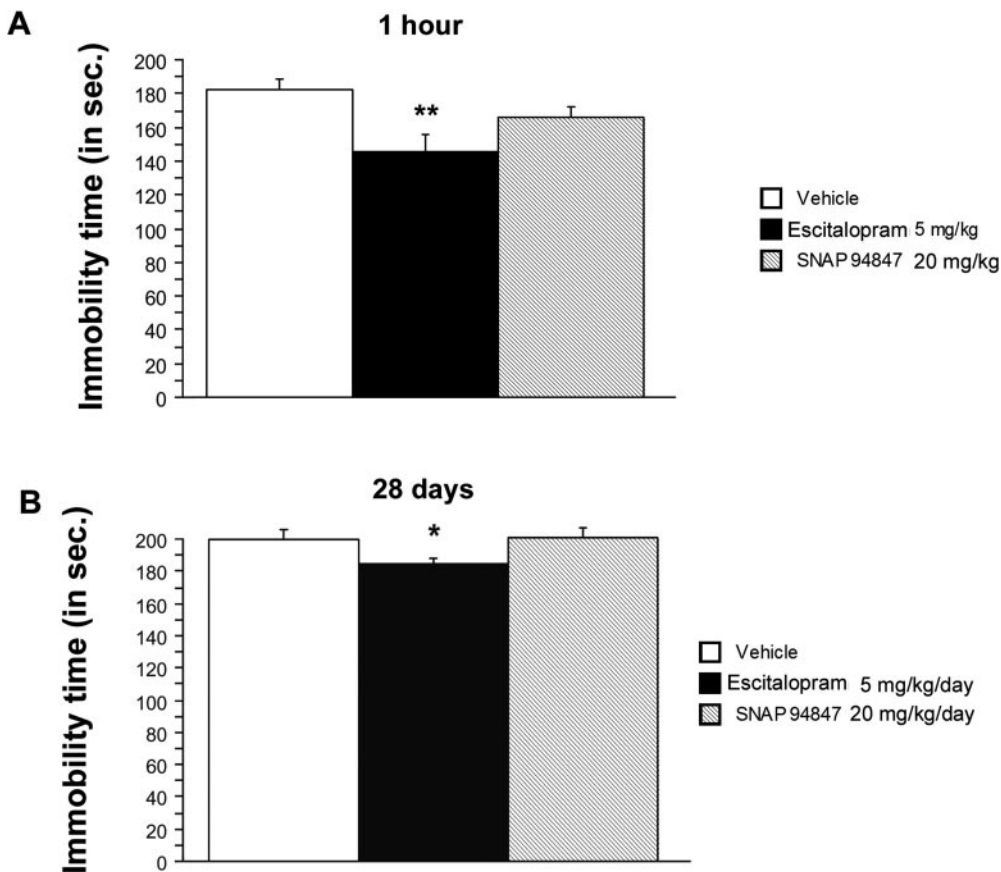 A
1 hour
Immobility time (in sec.)
200
180
160
140
120
100
80
60
40
20
0
**
Vehicle
Escitalopram 5 mg/kg
SNAP 94847 20 mg/kg
B
28 days
Immobility time (in sec.)
200
180
160
140
120
100
80
60
40
20
0
*
Vehicle
Escitalopram 5 mg/kg/day
SNAP 94847 20 mg/kg/day